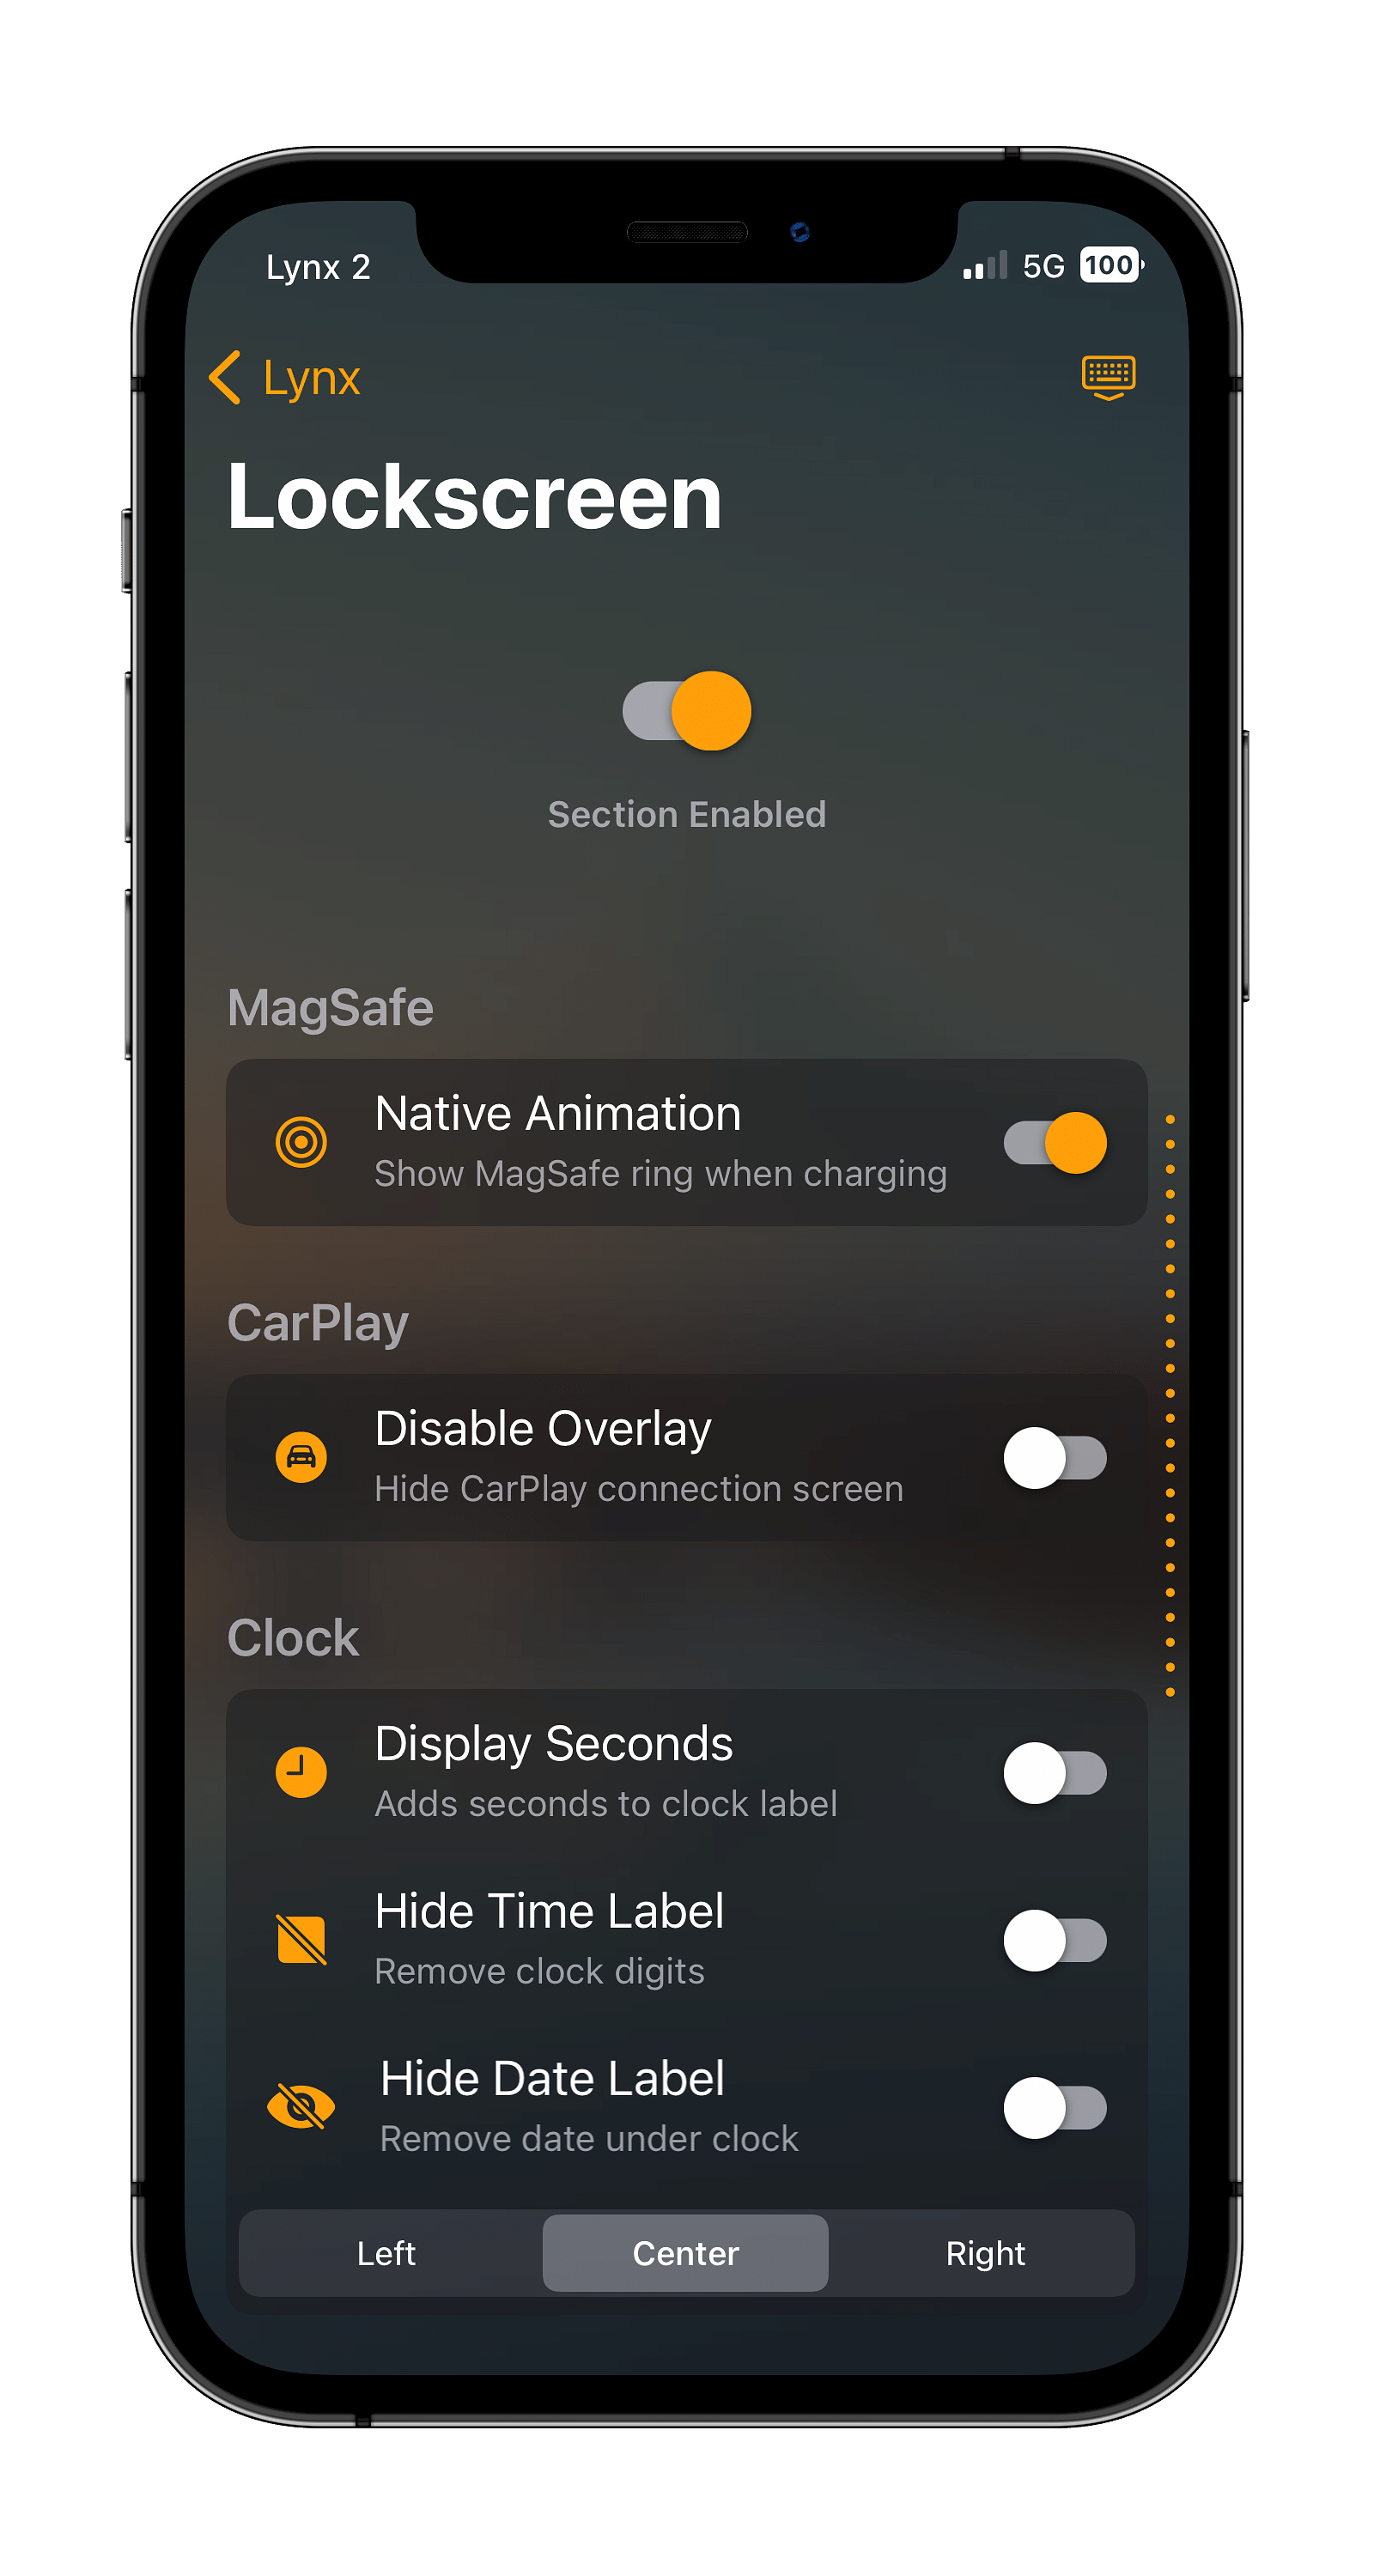 Lynx 2
5G 100
Lynx
Lockscreen
Section Enabled
MagSafe
Native Animation
Show MagSafe ring when charging
CarPlay
Disable Overlay
Hide CarPlay connection screen
Clock
Display Seconds
Adds seconds to clock label
Hide Time Label
Remove clock digits
Hide Date Label
Remove date under clock
Left Center Right